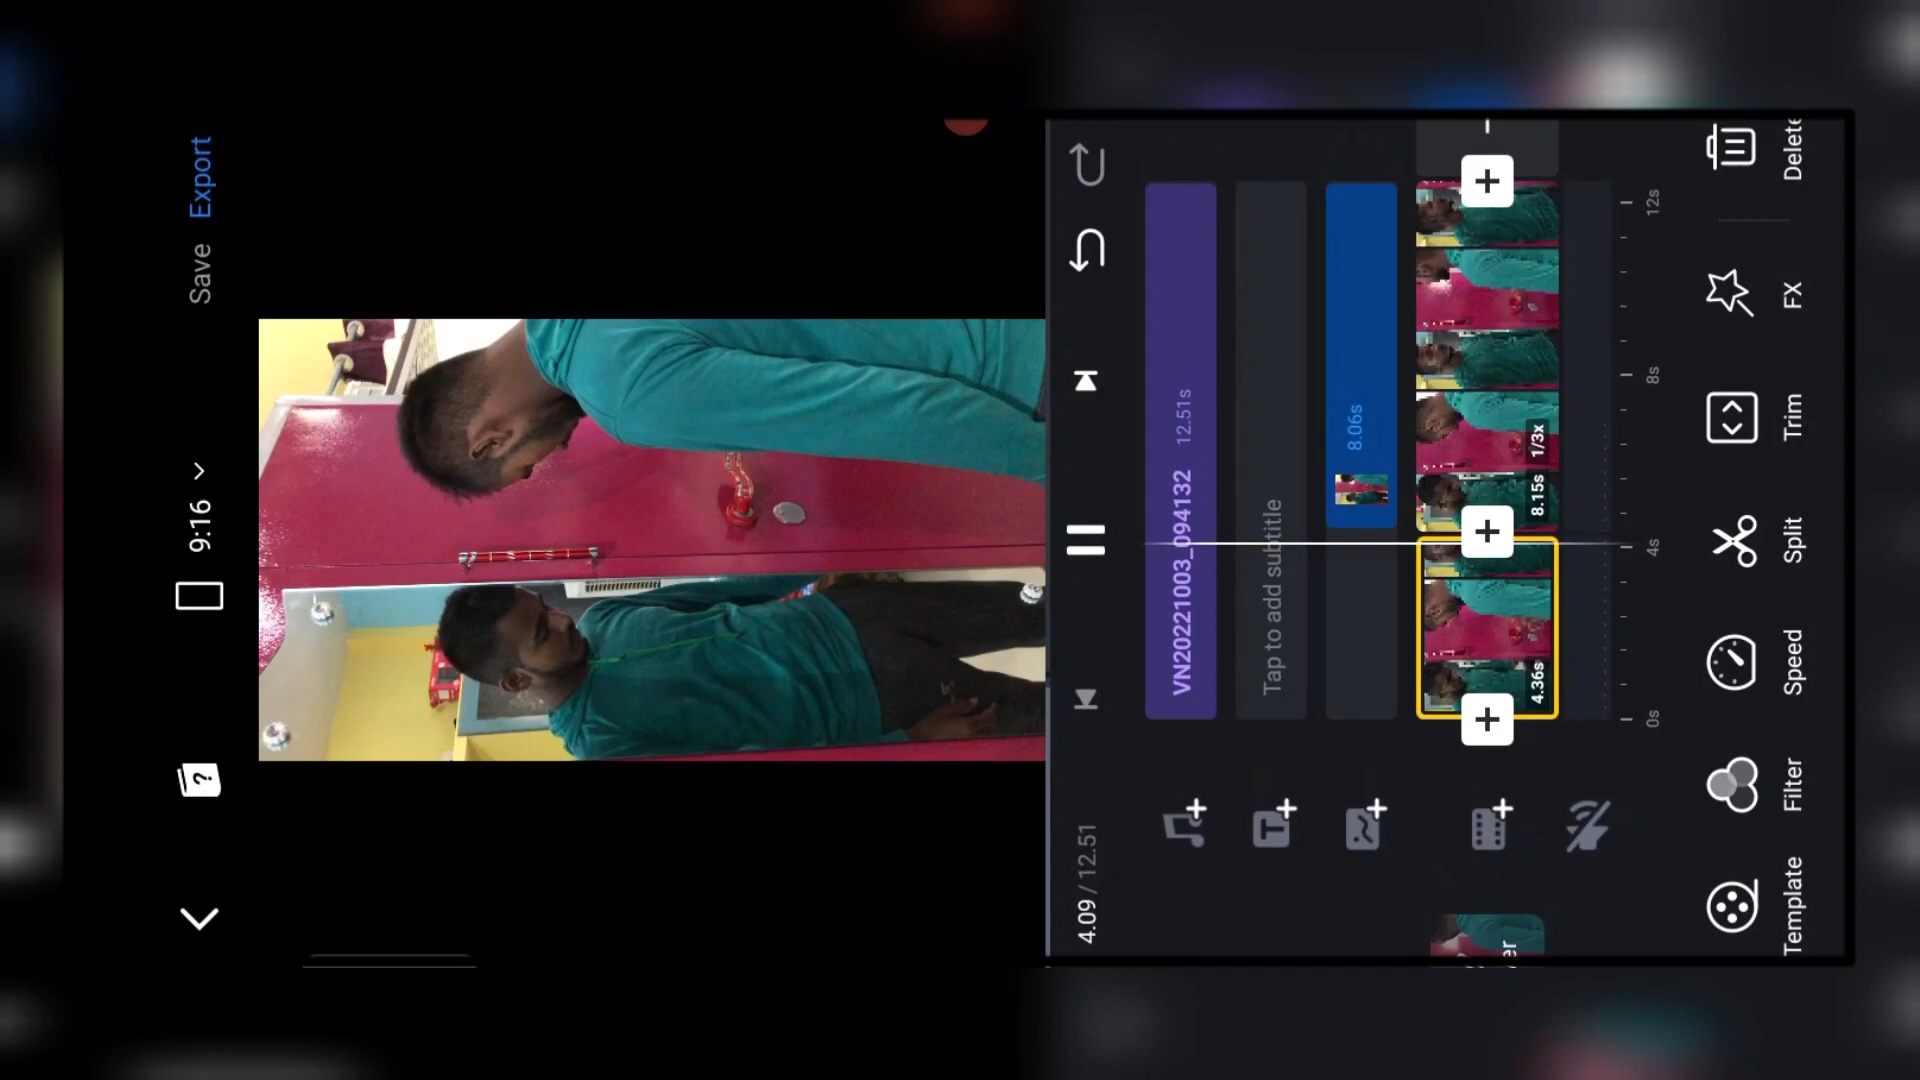 9:16 Save Export
4.09 / 12.51
VN20221003_094132 12.51s
Tap to add subtitle
8.06s
4.36s 8.15s 1/3x
er
0s 4s 8s 12s
Template Filter Speed Split Trim FX Delete